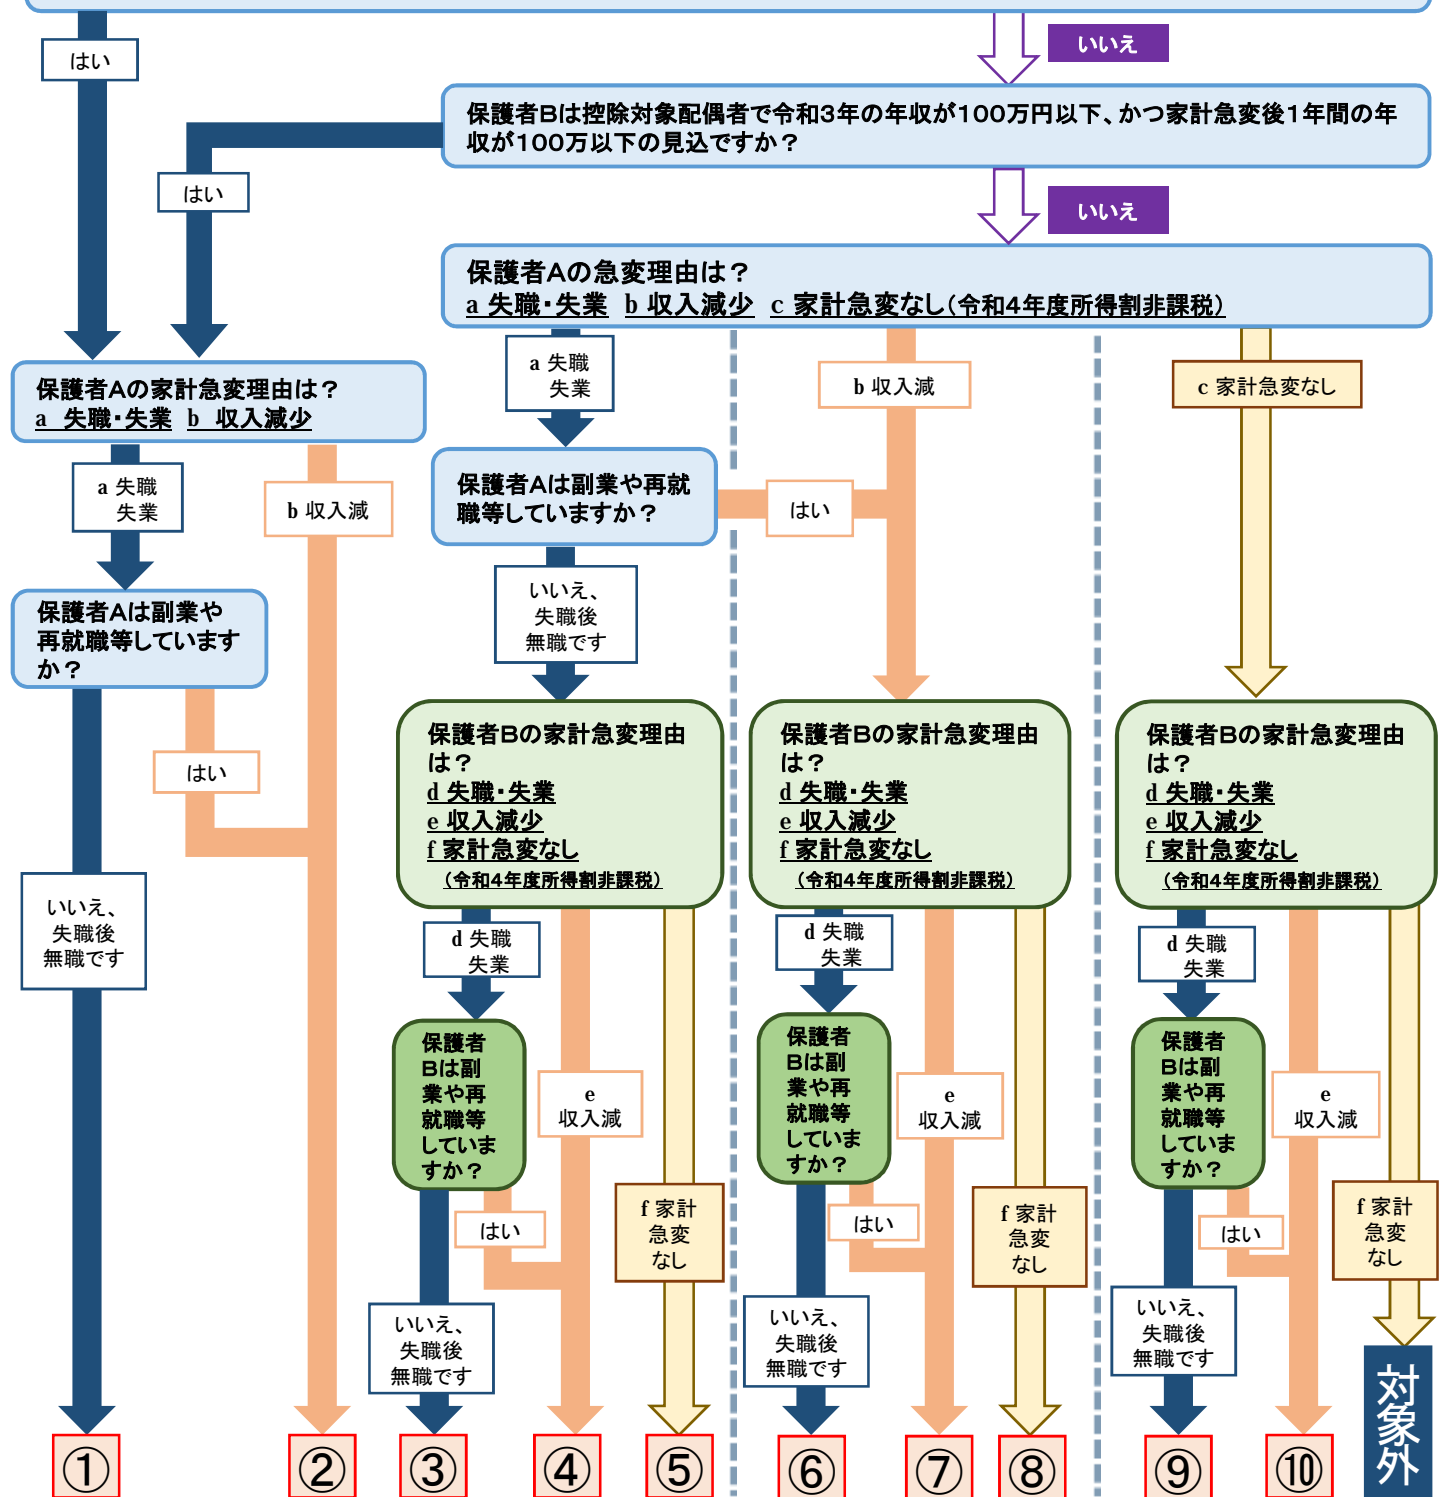 はい
いいえ
保護者Bは控除対象配偶者で令和3年の年収が100万円以下、かつ家計急変後1年間の年
収が100万以下の見込ですか？
はい
いいえ
保護者Aの急変理由は？
a 失職・失業 b 収入減少 c 家計急変なし（令和4年度所得割非課税）
a 失職
失業
b 収入減
c 家計急変なし
保護者Aの家計急変理由は？
a 失職・失業 b 収入減少
a 失職
失業
b 収入減
保護者Aは副業や再就
職等していますか？
はい
いいえ、
失職後
無職です
保護者Aは副業や
再就職等しています
か？
はい
いいえ、
失職後
無職です
保護者Bの家計急変理由
は？
d 失職・失業
e 収入減少
f 家計急変なし
（令和4年度所得割非課税）
保護者Bの家計急変理由
は？
d 失職・失業
e 収入減少
f 家計急変なし
（令和4年度所得割非課税）
保護者Bの家計急変理由
は？
d 失職・失業
e 収入減少
f 家計急変なし
（令和4年度所得割非課税）
d 失職
失業
保護者
Bは副
業や再
就職等
していま
すか？
e
収入減
f 家計
急変
なし
はい
いいえ、
失職後
無職です
d 失職
失業
保護者
Bは副
業や再
就職等
していま
すか？
e
収入減
f 家計
急変
なし
はい
いいえ、
失職後
無職です
d 失職
失業
保護者
Bは副
業や再
就職等
していま
すか？
e
収入減
f 家計
急変
なし
はい
いいえ、
失職後
無職です
① ② ③ ④ ⑤ ⑥ ⑦ ⑧ ⑨ ⑩
対象外